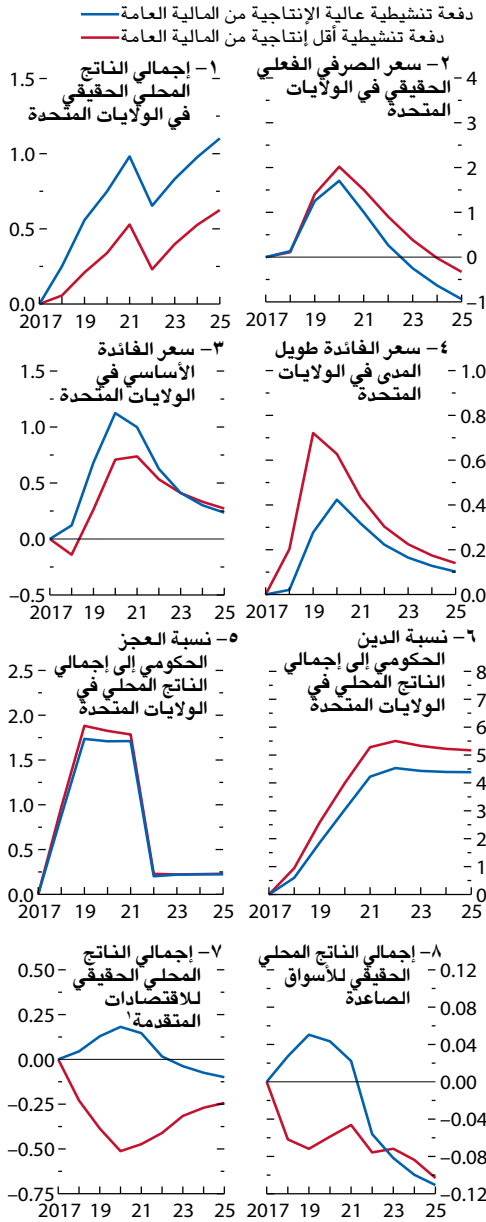 دفعة تنشيطية عالية الإنتاجية من المالية العامة
دفعة تنشيطية أقل إنتاجية من المالية العامة
١– إجمالي الناتج
المحلي الحقيقي
في الولايات المتحدة
1.5
1.0
0.5
0.0
2017 19 21 23 25
٢– سعر الصرفي الفعلي
الحقيقي في الولايات
المتحدة
4
3
2
1
0
–1
2017 19 21 23 25
٣– سعر الفائدة
الأساسي في
الولايات المتحدة
1.5
1.0
0.5
0.0
–0.5
2017 19 21 23 25
٤– سعر الفائدة طويل
المدى في الولايات
المتحدة
1.0
0.8
0.6
0.4
0.2
0.0
2017 19 21 23 25
٥– نسبة العجز
الحكومي إلى إجمالي
الناتج المحلي في
الولايات المتحدة
2.5
2.0
1.5
1.0
0.5
0.0
2017 19 21 23 25
٦– نسبة الدين
الحكومي إلى إجمالي
الناتج المحلي في
الولايات المتحدة
8
7
6
5
4
3
2
1
0
2017 19 21 23 25
٧– إجمالي الناتج
المحلي الحقيقي
للاقتصادات
المتقدمة١
0.50
0.25
0.00
–0.25
–0.50
–0.75
2017 19 21 23 25
٨– إجمالي الناتج المحلي
الحقيقي للأسواق
الصاعدة
0.12
0.08
0.04
0.00
–0.04
–0.08
–0.12
2017 19 21 23 25